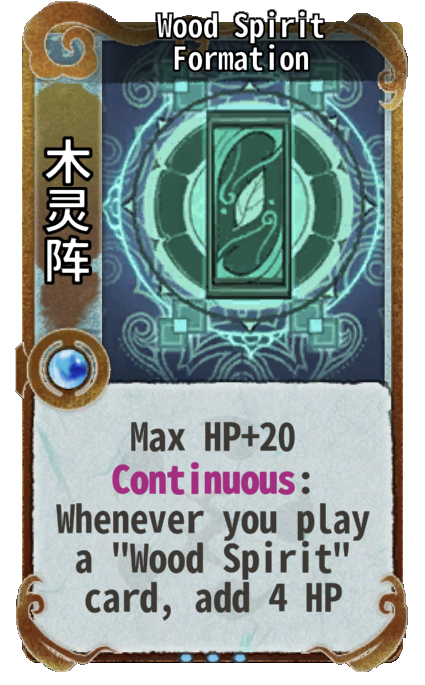 Wood Spirit
Formation
木灵阵
Max HP+20
Continuous:
Whenever you play
a "Wood Spirit"
card, add 4 HP